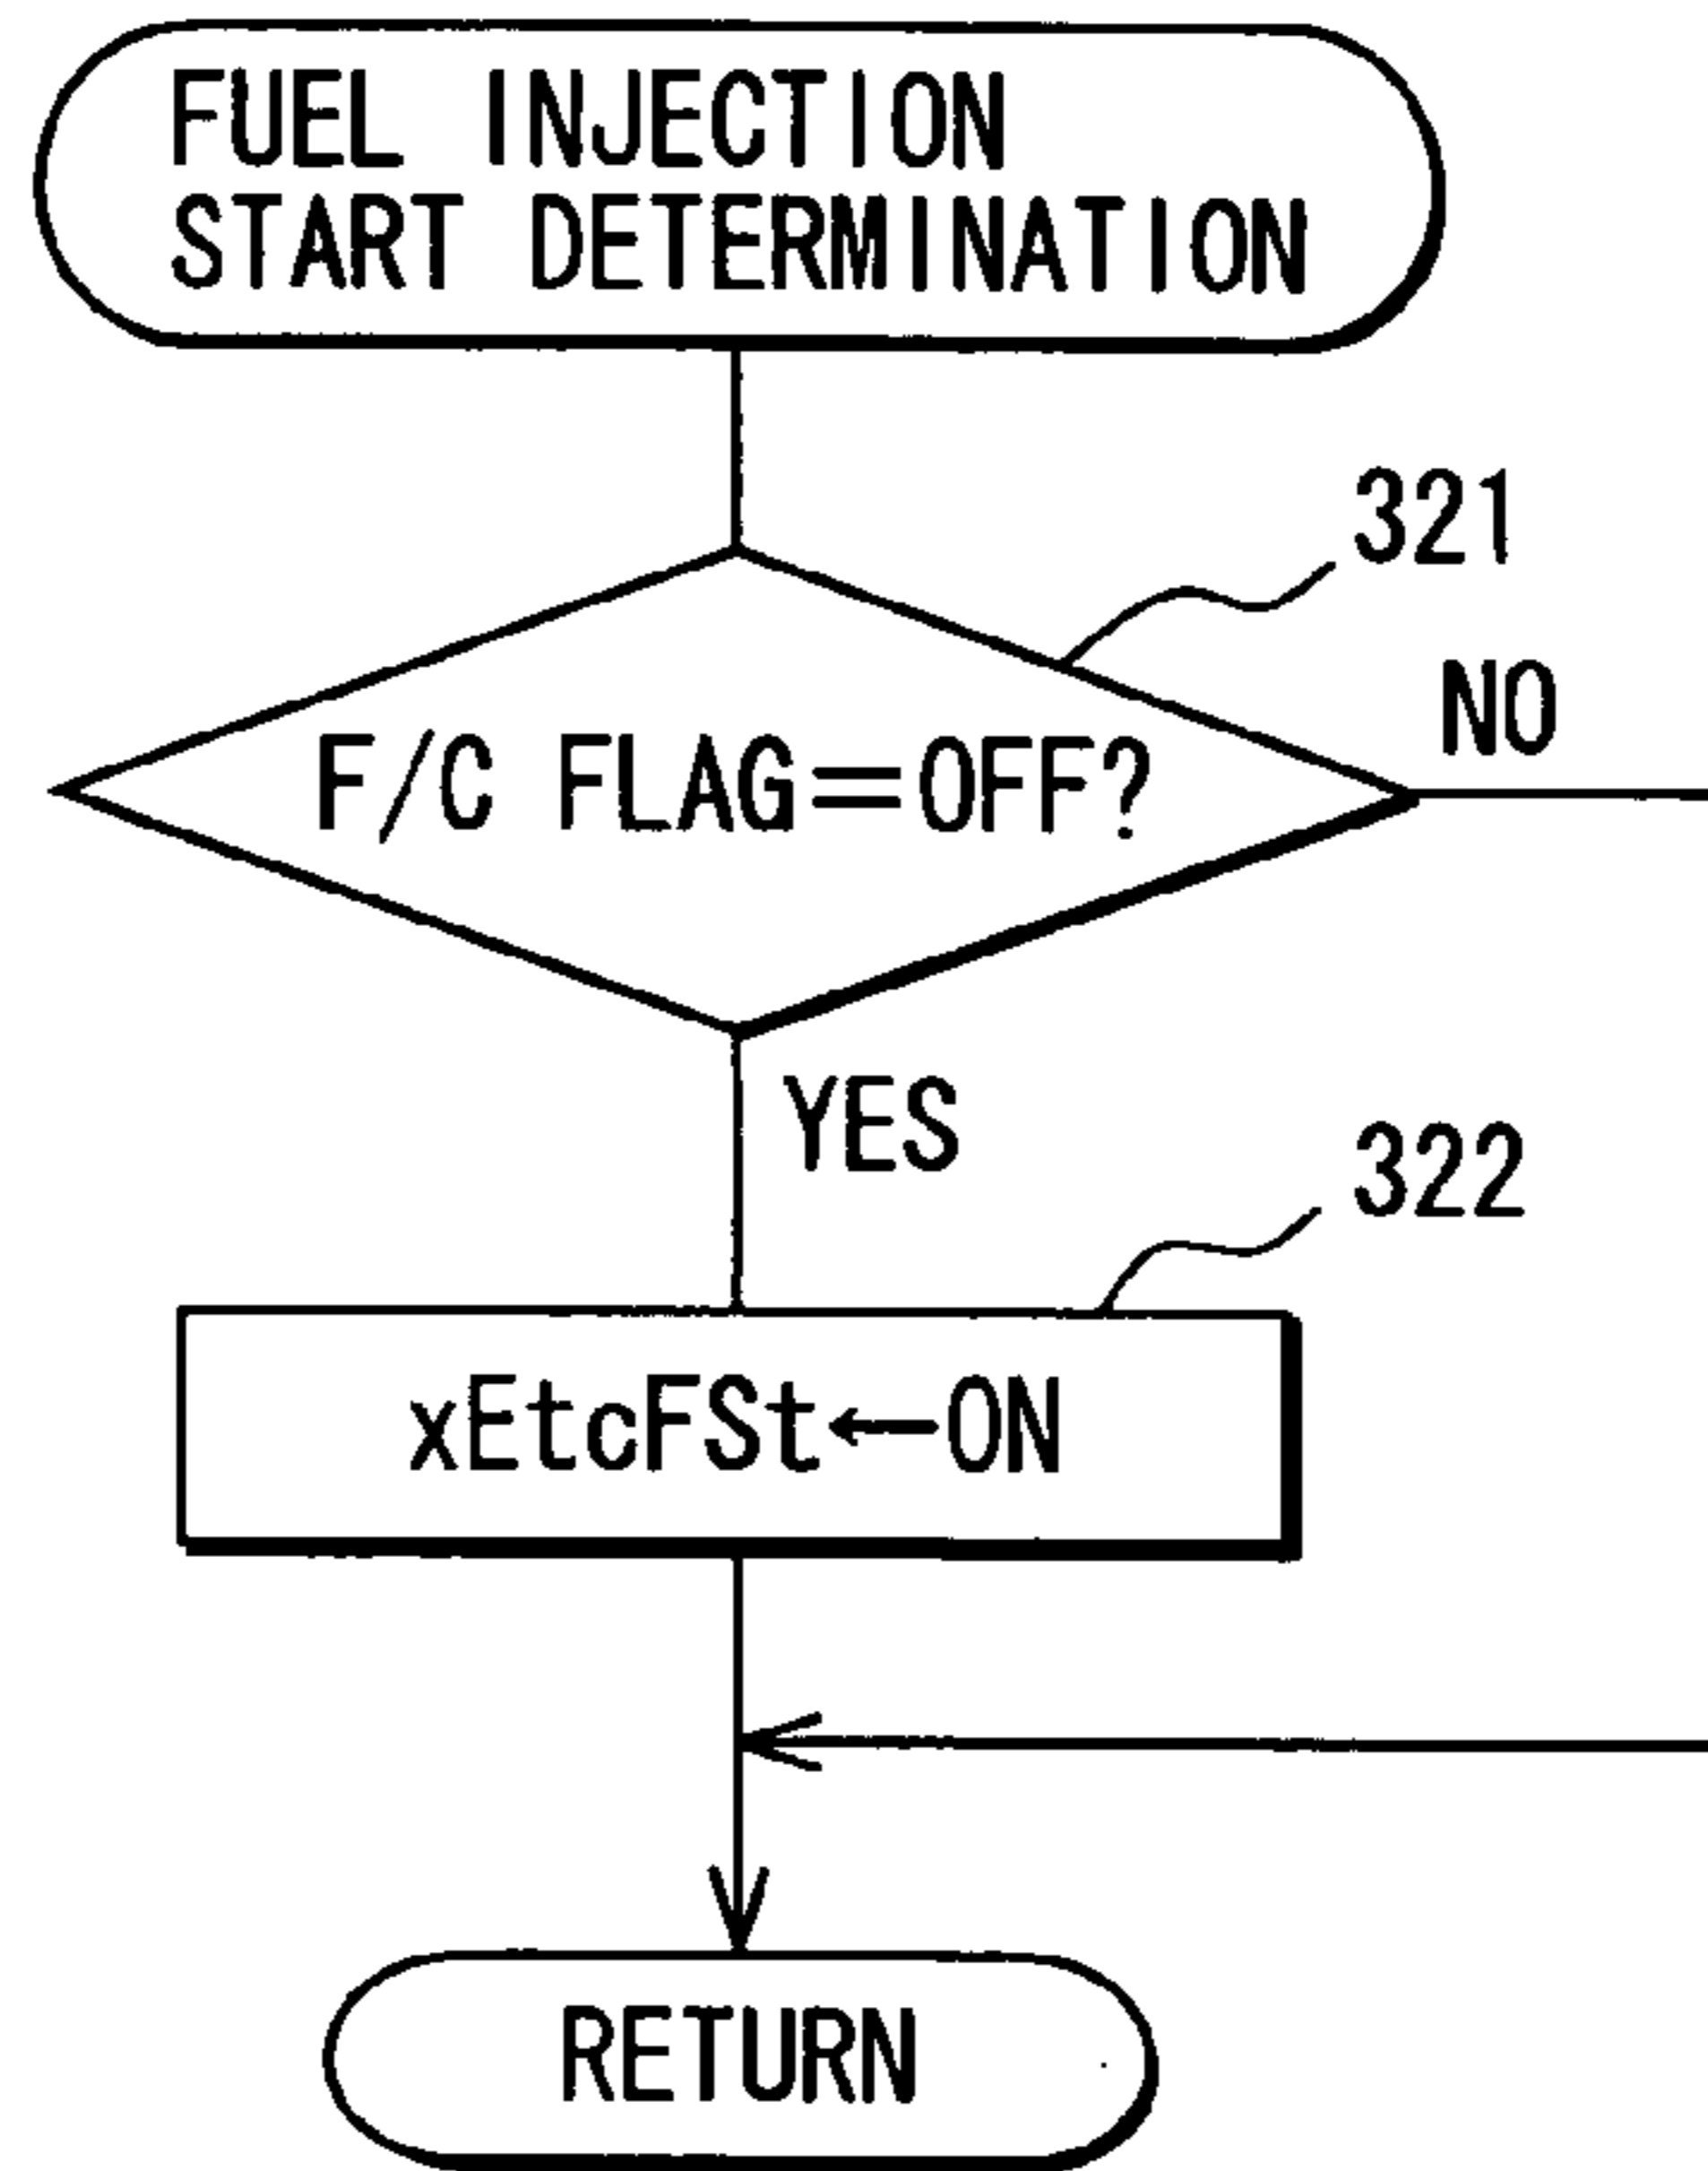 FUEL INJECTION
START DETERMINATION
321
NO
F/C FLAG=OFF?
YES
322
xEtcFSt←ON
RETURN